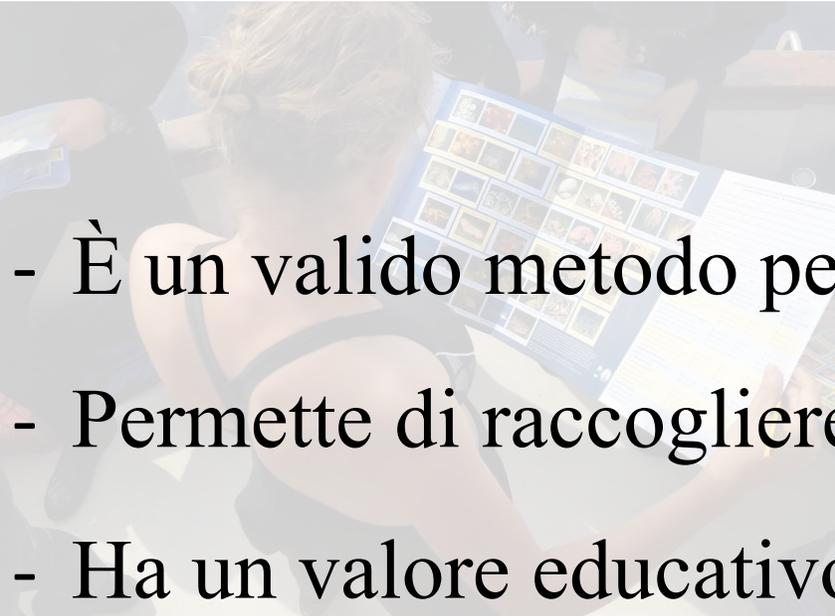 - È un valido metodo pe
- Permette di raccogliere
- Ha un valore educativo